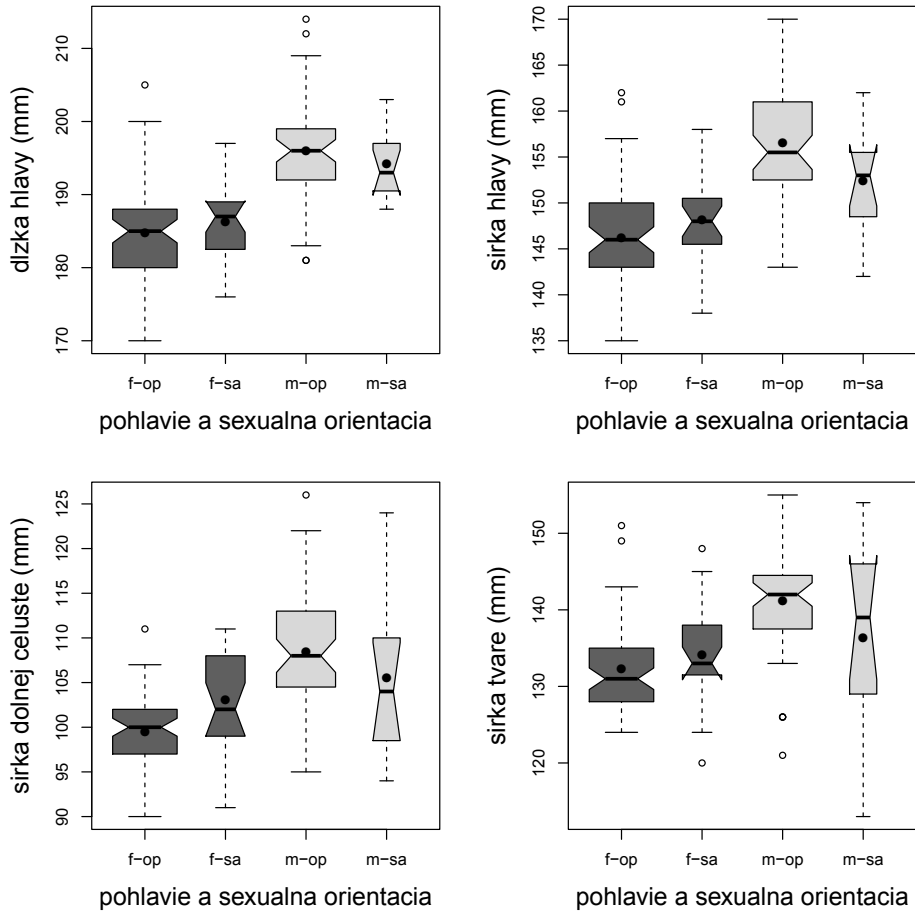 dlzka hlavy (mm)
170
180
190
200
210
f-op
f-sa
m-op
m-sa
pohlavie a sexualna orientacia
sirka hlavy (mm)
135
140
145
150
155
160
165
170
f-op
f-sa
m-op
m-sa
pohlavie a sexualna orientacia
sirka dolnej celuste (mm)
90
95
100
105
110
115
120
125
f-op
f-sa
m-op
m-sa
pohlavie a sexualna orientacia
sirka tvare (mm)
120
130
140
150
f-op
f-sa
m-op
m-sa
pohlavie a sexualna orientacia